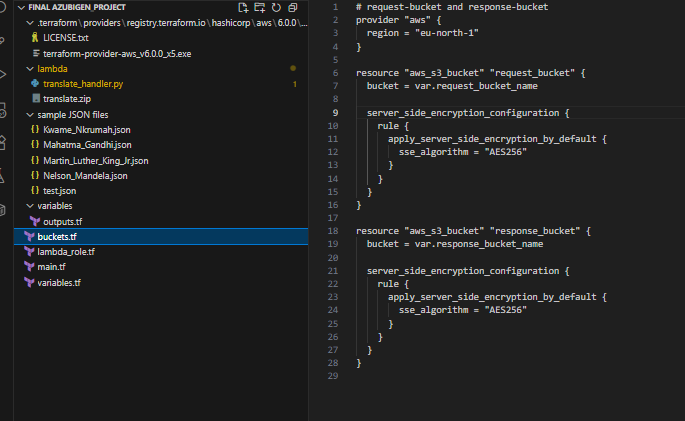 FINAL AZUBIGEN_PROJECT
.terraform\providers\registry.terraform.io\hashicorp\aws\6.0.0\...
LICENSE.txt
terraform-provider-aws_v6.0.0_x5.exe
lambda
translate_handler.py 1
translate.zip
sample JSON files
{} Kwame_Nkrumah.json
{} Mahatma_Gandhi.json
{} Martin_Luther_King_Jr.json
{} Nelson_Mandela.json
{} test.json
variables
outputs.tf
buckets.tf
lambda_role.tf
main.tf
variables.tf
1 # request-bucket and response-bucket
2 provider "aws" {
3 region = "eu-north-1"
4 }
5
6 resource "aws_s3_bucket" "request_bucket" {
7 bucket = var.request_bucket_name
8
9 server_side_encryption_configuration {
10 rule {
11 apply_server_side_encryption_by_default {
12 sse_algorithm = "AES256"
13 }
14 }
15 }
16 }
17
18 resource "aws_s3_bucket" "response_bucket" {
19 bucket = var.response_bucket_name
20
21 server_side_encryption_configuration {
22 rule {
23 apply_server_side_encryption_by_default {
24 sse_algorithm = "AES256"
25 }
26 }
27 }
28 }
29